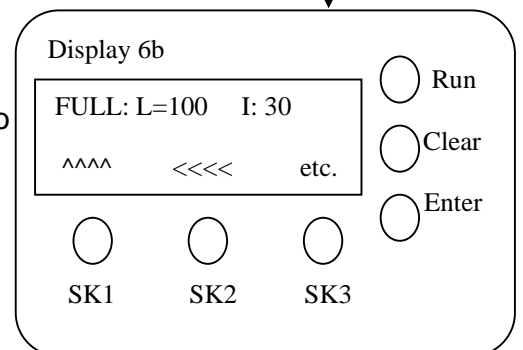 Display 6b
Run
FULL: L=100 I: 30
Clear
^^^^ <<<< etc.
Enter
SK1 SK2 SK3